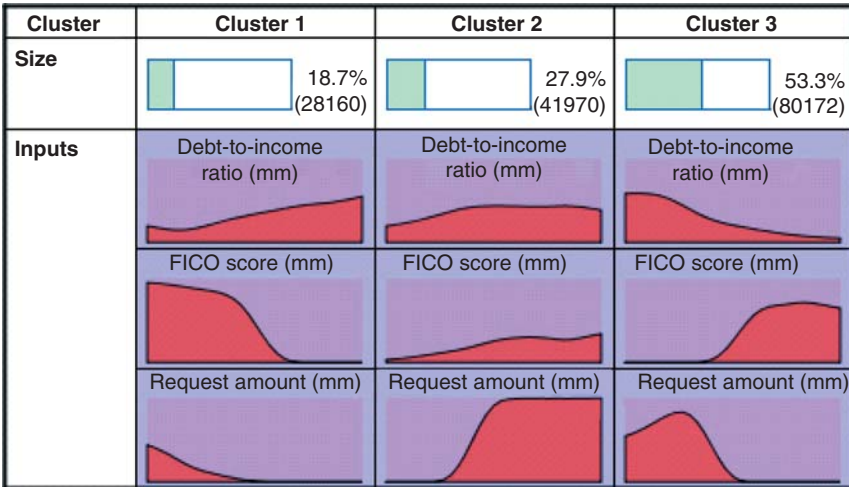 Cluster Cluster 1 Cluster 2 Cluster 3
Size
18.7% 27.9% 53.3%
(28160) (41970) (80172)
Inputs Debt-to-income Debt-to-income Debt-to-income
ratio (mm) ratio (mm) ratio (mm)
FICO score (mm) FICO score (mm) FICO score (mm)
Request amount (mm) Request amount (mm) Request amount (mm)